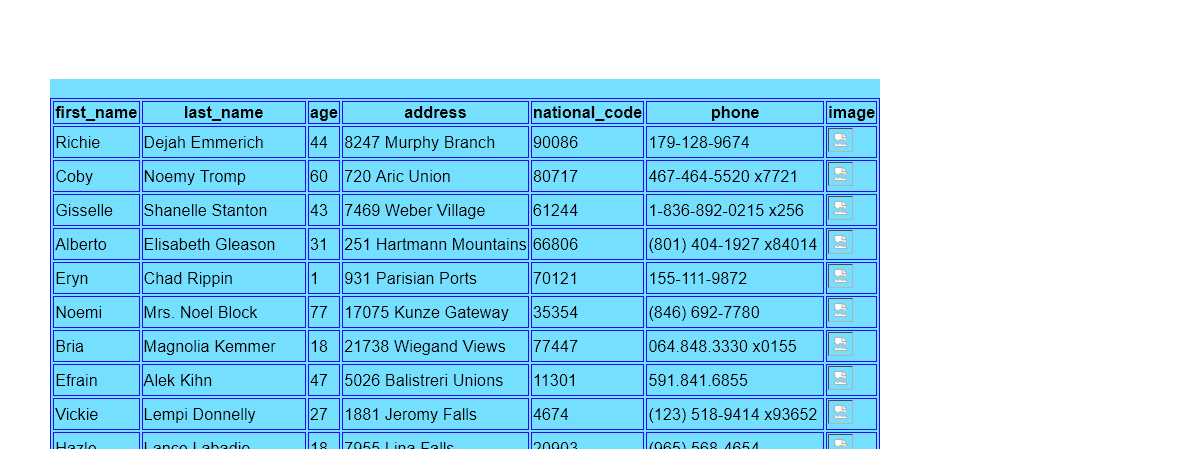 first_name last_name age address national_code phone image
Richie Dejah Emmerich 44 8247 Murphy Branch 90086 179-128-9674
Coby Noemy Tromp 60 720 Aric Union 80717 467-464-5520 x7721
Gisselle Shanelle Stanton 43 7469 Weber Village 61244 1-836-892-0215 x256
Alberto Elisabeth Gleason 31 251 Hartmann Mountains 66806 (801) 404-1927 x84014
Eryn Chad Rippin 1 931 Parisian Ports 70121 155-111-9872
Noemi Mrs. Noel Block 77 17075 Kunze Gateway 35354 (846) 692-7780
Bria Magnolia Kemmer 18 21738 Wiegand Views 77447 064.848.3330 x0155
Efrain Alek Kihn 47 5026 Balistreri Unions 11301 591.841.6855
Vickie Lempi Donnelly 27 1881 Jeromy Falls 4674 (123) 518-9414 x93652
Hazle Lance Labadie 18 7955 Lina Falls 20903 (965) 568-4654